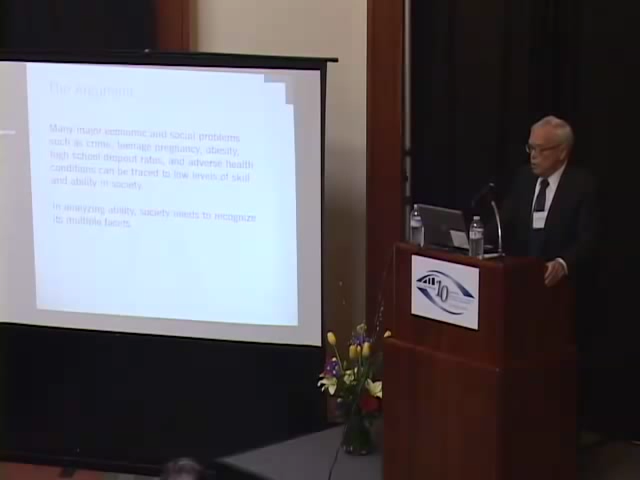 The Argument
Many major economic and social problems
such as crime, teenage pregnancy, obesity,
high school dropout rates, and adverse health
conditions can be traced to low levels of skill
and ability in society.
In analyzing ability, society needs to recognize
its multiple facets.
10